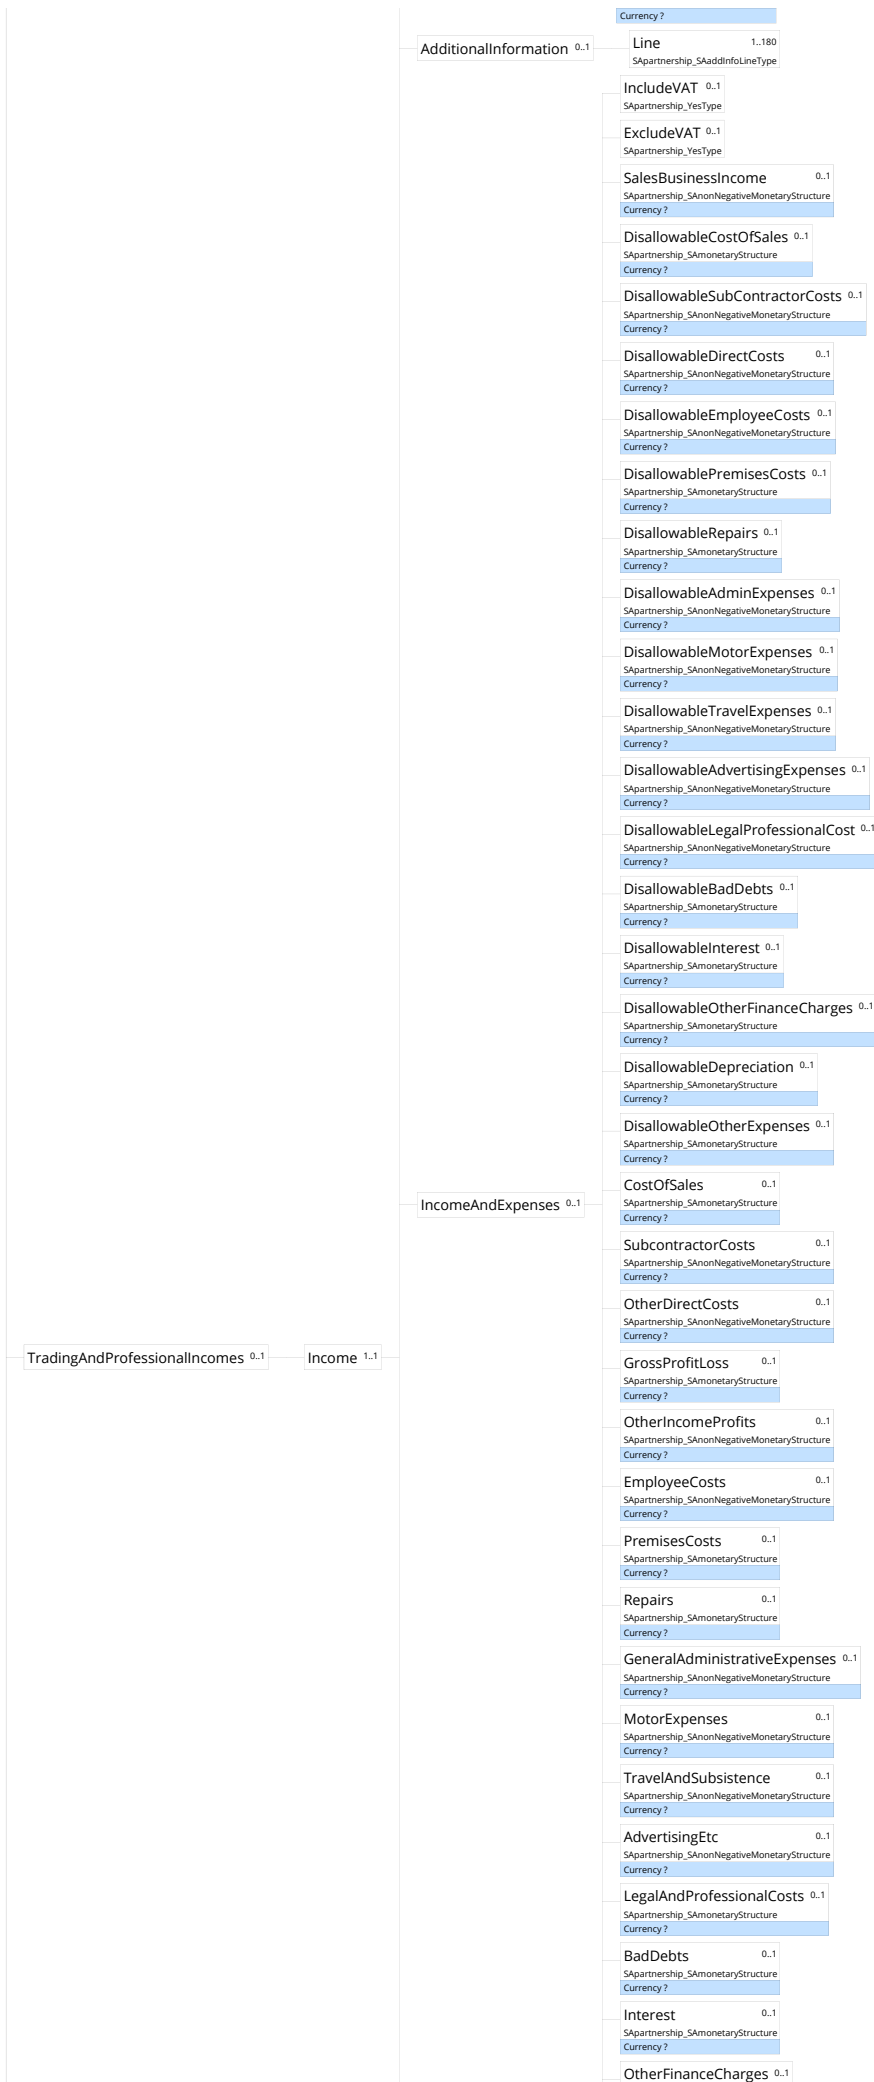 Currency ?
AdditionalInformation 0..1
Line 1..180
SApartnership_SAaddInfoLineType
IncludeVAT 0..1
SApartnership_YesType
ExcludeVAT 0..1
SApartnership_YesType
SalesBusinessIncome 0..1
SApartnership_SAnonNegativeMonetaryStructure
Currency ?
DisallowableCostOfSales 0..1
SApartnership_SAmonetaryStructure
Currency ?
DisallowableSubContractorCosts 0..1
SApartnership_SAnonNegativeMonetaryStructure
Currency ?
DisallowableDirectCosts 0..1
SApartnership_SAnonNegativeMonetaryStructure
Currency ?
DisallowableEmployeeCosts 0..1
SApartnership_SAnonNegativeMonetaryStructure
Currency ?
DisallowablePremisesCosts 0..1
SApartnership_SAmonetaryStructure
Currency ?
DisallowableRepairs 0..1
SApartnership_SAmonetaryStructure
Currency ?
DisallowableAdminExpenses 0..1
SApartnership_SAnonNegativeMonetaryStructure
Currency ?
DisallowableMotorExpenses 0..1
SApartnership_SAnonNegativeMonetaryStructure
Currency ?
DisallowableTravelExpenses 0..1
SApartnership_SAnonNegativeMonetaryStructure
Currency ?
DisallowableAdvertisingExpenses 0..1
SApartnership_SAnonNegativeMonetaryStructure
Currency ?
DisallowableLegalProfessionalCost 0..1
SApartnership_SAnonNegativeMonetaryStructure
Currency ?
DisallowableBadDebts 0..1
SApartnership_SAmonetaryStructure
Currency ?
DisallowableInterest 0..1
SApartnership_SAmonetaryStructure
Currency ?
DisallowableOtherFinanceCharges 0..1
SApartnership_SAmonetaryStructure
Currency ?
DisallowableDepreciation 0..1
SApartnership_SAmonetaryStructure
Currency ?
DisallowableOtherExpenses 0..1
SApartnership_SAmonetaryStructure
Currency ?
IncomeAndExpenses 0..1
CostOfSales 0..1
SApartnership_SAmonetaryStructure
Currency ?
SubcontractorCosts 0..1
SApartnership_SAnonNegativeMonetaryStructure
Currency ?
OtherDirectCosts 0..1
SApartnership_SAnonNegativeMonetaryStructure
Currency ?
TradingAndProfessionalIncomes 0..1
Income 1..1
GrossProfitLoss 0..1
SApartnership_SAmonetaryStructure
Currency ?
OtherIncomeProfits 0..1
SApartnership_SAnonNegativeMonetaryStructure
Currency ?
EmployeeCosts 0..1
SApartnership_SAnonNegativeMonetaryStructure
Currency ?
PremisesCosts 0..1
SApartnership_SAmonetaryStructure
Currency ?
Repairs 0..1
SApartnership_SAmonetaryStructure
Currency ?
GeneralAdministrativeExpenses 0..1
SApartnership_SAnonNegativeMonetaryStructure
Currency ?
MotorExpenses 0..1
SApartnership_SAnonNegativeMonetaryStructure
Currency ?
TravelAndSubsistence 0..1
SApartnership_SAnonNegativeMonetaryStructure
Currency ?
AdvertisingEtc 0..1
SApartnership_SAnonNegativeMonetaryStructure
Currency ?
LegalAndProfessionalCosts 0..1
SApartnership_SAmonetaryStructure
Currency ?
BadDebts 0..1
SApartnership_SAmonetaryStructure
Currency ?
Interest 0..1
SApartnership_SAmonetaryStructure
Currency ?
OtherFinanceCharges 0..1